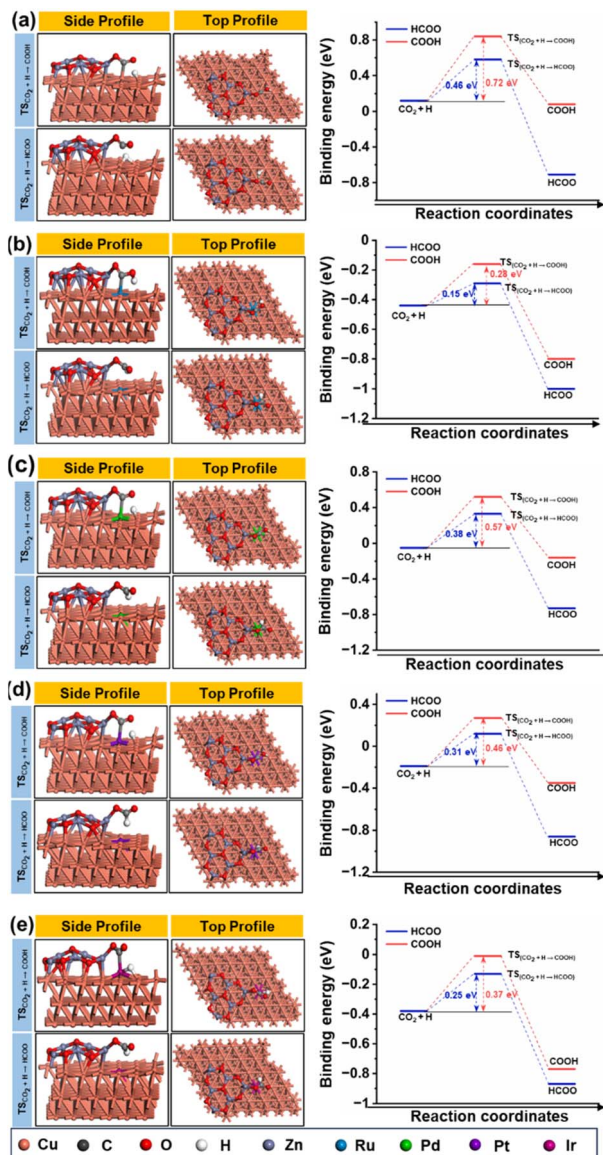 (a)
Side Profile
Top Profile
TS CO₂ + H → COOH
TS CO₂ + H → HCOO
HCOO
COOH
TS(CO₂ + H → COOH)
TS(CO₂ + H → HCOO)
0.46 eV
0.72 eV
CO₂ + H
COOH
HCOO
0.8
0.4
0.0
−0.4
−0.8
Binding energy (eV)
Reaction coordinates
(b)
Side Profile
Top Profile
TS CO₂ + H → COOH
TS CO₂ + H → HCOO
HCOO
COOH
TS(CO₂ + H → COOH)
0.28 eV
TS(CO₂ + H → HCOO)
0.15 eV
CO₂ + H
COOH
HCOO
0.2
0
−0.2
−0.4
−0.6
−0.8
−1
−1.2
Binding energy (eV)
Reaction coordinates
(c)
Side Profile
Top Profile
TS CO₂ + H → COOH
TS CO₂ + H → HCOO
HCOO
COOH
TS(CO₂ + H → COOH)
TS(CO₂ + H → HCOO)
0.38 eV
0.57 eV
CO₂ + H
COOH
HCOO
0.8
0.4
0
−0.4
−0.8
−1.2
Binding energy (eV)
Reaction coordinates
(d)
Side Profile
Top Profile
TS CO₂ + H → COOH
TS CO₂ + H → HCOO
HCOO
COOH
TS(CO₂ + H → COOH)
TS(CO₂ + H → HCOO)
0.31 eV
0.46 eV
CO₂ + H
COOH
HCOO
0.4
0
−0.4
−0.8
−1.2
Binding energy (eV)
Reaction coordinates
(e)
Side Profile
Top Profile
TS CO₂ + H → COOH
TS CO₂ + H → HCOO
HCOO
COOH
TS(CO₂ + H → COOH)
TS(CO₂ + H → HCOO)
0.25 eV
0.37 eV
CO₂ + H
COOH
HCOO
0.2
0
−0.2
−0.4
−0.6
−0.8
−1
Binding energy (eV)
Reaction coordinates
Cu C O H Zn Ru Pd Pt Ir